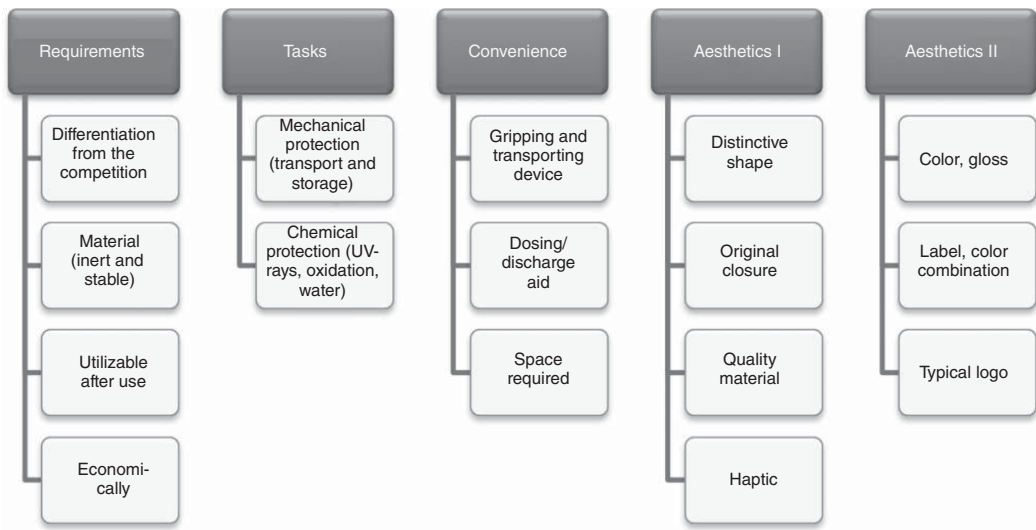 Requirements
Differentiation
from the
competition
Material
(inert and
stable)
Utilizable
after use
Economi-
cally
Tasks
Mechanical
protection
(transport and
storage)
Chemical
protection (UV-
rays, oxidation,
water)
Convenience
Gripping and
transporting
device
Dosing/
discharge
aid
Space
required
Aesthetics I
Distinctive
shape
Original
closure
Quality
material
Haptic
Aesthetics II
Color, gloss
Label, color
combination
Typical logo